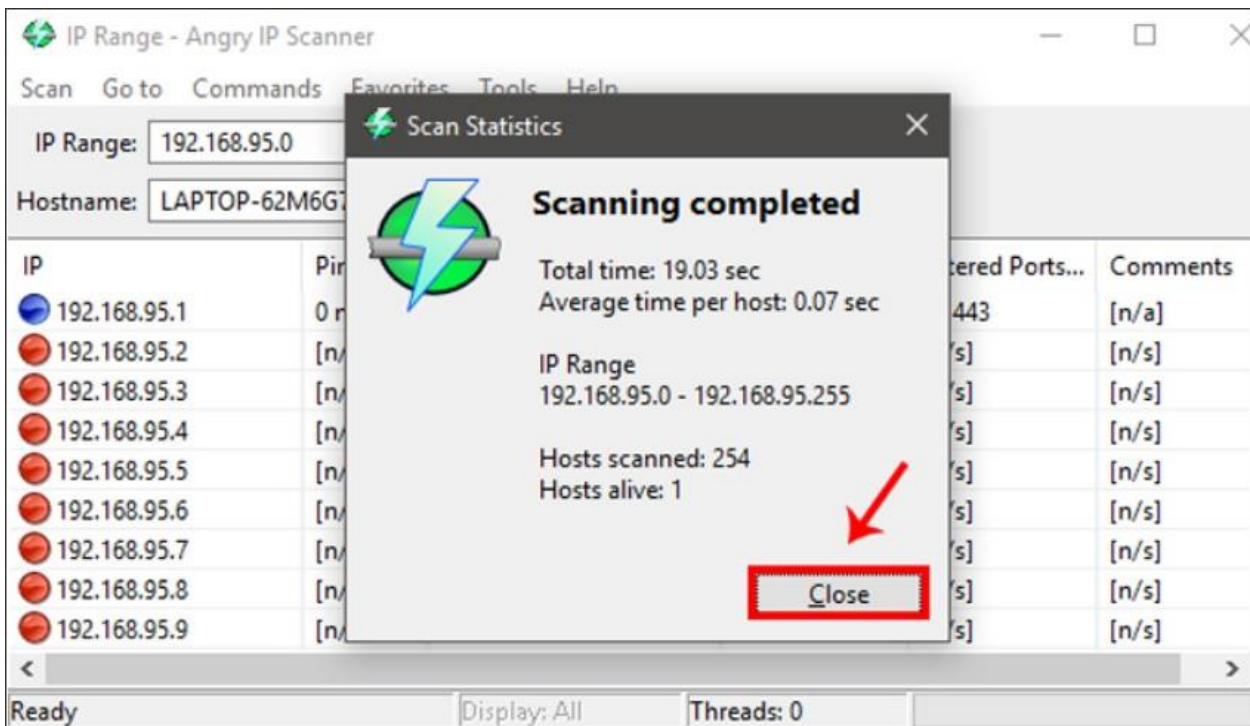 IP Range - Angry IP Scanner
Scan Go to Commands Favorites Tools Help
IP Range: 192.168.95.0
Hostname: LAPTOP-62M6G
Scan Statistics
Scanning completed
Total time: 19.03 sec
Average time per host: 0.07 sec
IP Range
192.168.95.0 - 192.168.95.255
Hosts scanned: 254
Hosts alive: 1
Close
IP Comments
192.168.95.1 443 [n/a]
192.168.95.2 [n/s]
192.168.95.3 [n/s]
192.168.95.4 [n/s]
192.168.95.5 [n/s]
192.168.95.6 [n/s]
192.168.95.7 [n/s]
192.168.95.8 [n/s]
192.168.95.9 [n/s]
Ready Display: All Threads: 0